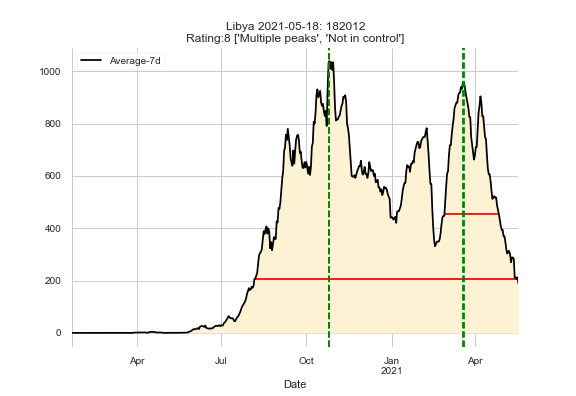 Libya 2021-05-18: 182012
Rating:8 ['Multiple peaks', 'Not in control']
Average-7d
1000
800
600
400
200
0
Apr
Jul
Oct
Jan
2021
Apr
Date